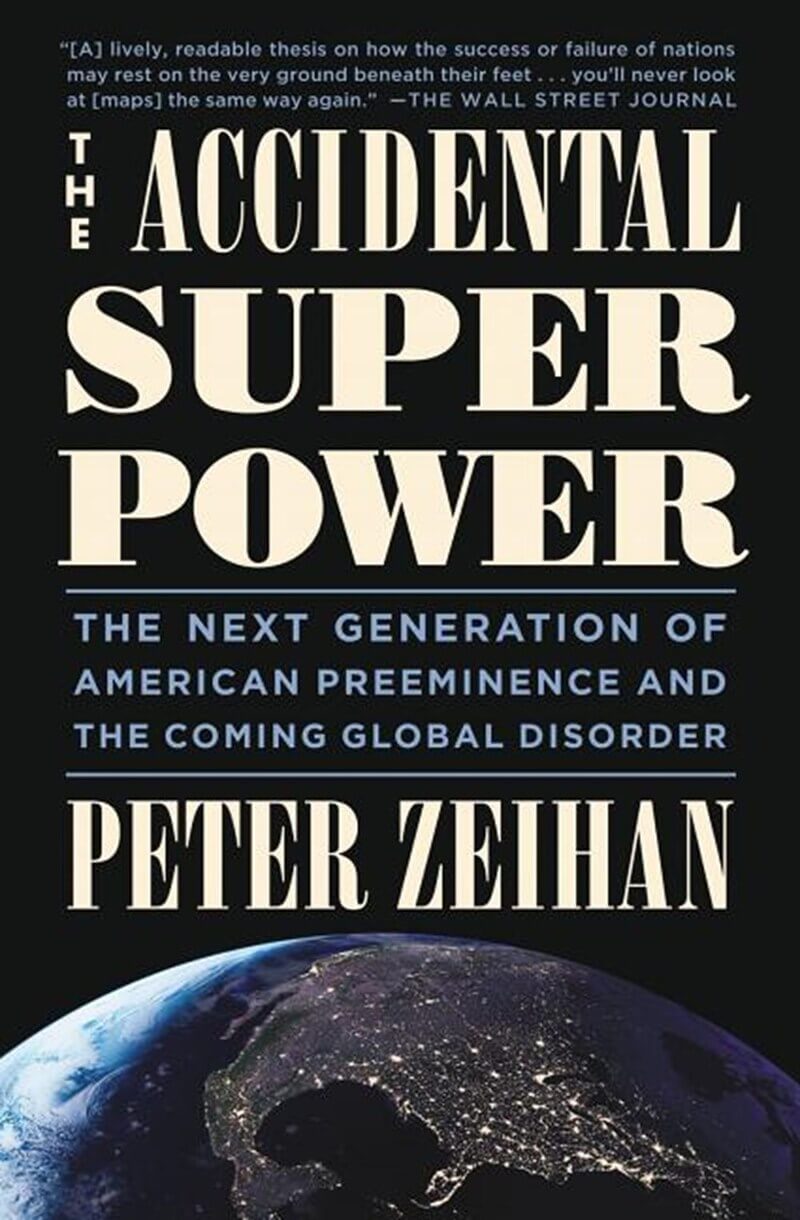 “[A] lively, readable thesis on how the success or failure of nations
may rest on the very ground beneath their feet . . . you’ll never look
at [maps] the same way again.” —THE WALL STREET JOURNAL
THE ACCIDENTAL
SUPER
POWER
THE NEXT GENERATION OF
AMERICAN PREEMINENCE AND
THE COMING GLOBAL DISORDER
PETER ZEIHAN